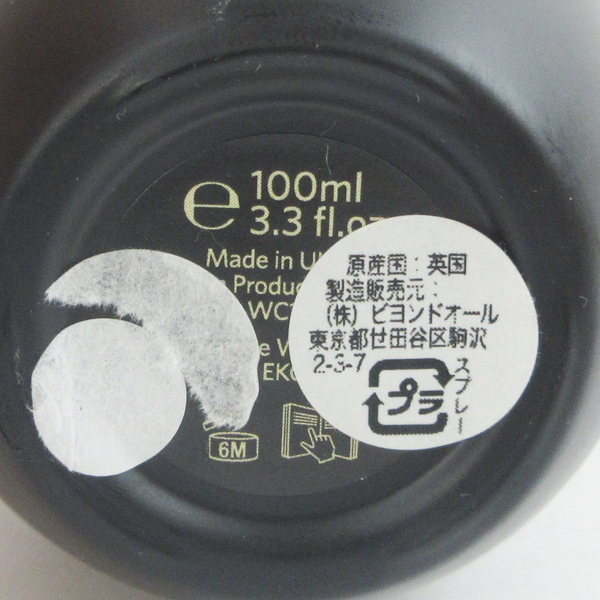 e 100ml
3.3 fl.oz
Made in
Produc
WC
EK
6M
原産国：英国
製造販売元：
(株) ビヨンドオール
東京都世田谷区駒沢
2-3-7
プラ
スプレー